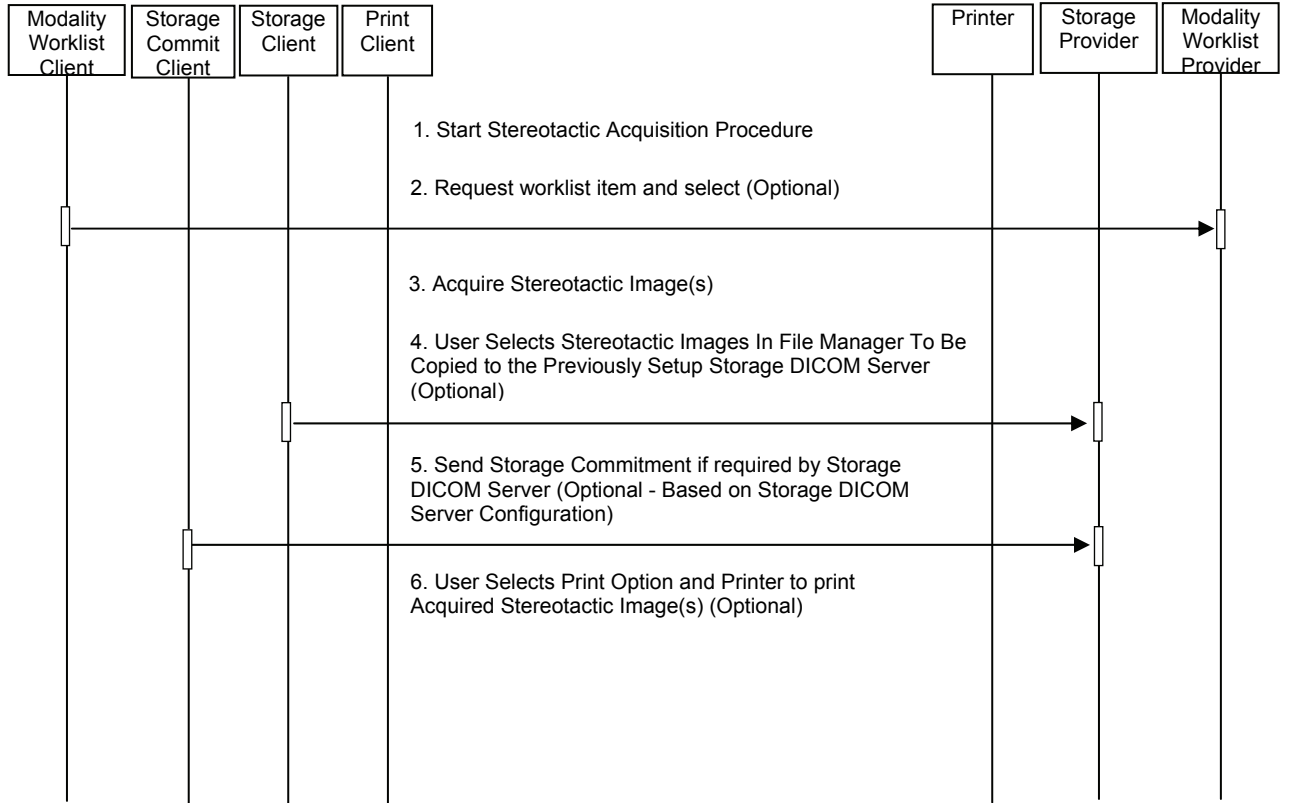 Modality
Worklist
Client
Storage
Commit
Client
Storage
Client
Print
Client
Printer
Storage
Provider
Modality
Worklist
Provider
1. Start Stereotactic Acquisition Procedure
2. Request worklist item and select (Optional)
3. Acquire Stereotactic Image(s)
4. User Selects Stereotactic Images In File Manager To Be
Copied to the Previously Setup Storage DICOM Server
(Optional)
5. Send Storage Commitment if required by Storage
DICOM Server (Optional - Based on Storage DICOM
Server Configuration)
6. User Selects Print Option and Printer to print
Acquired Stereotactic Image(s) (Optional)